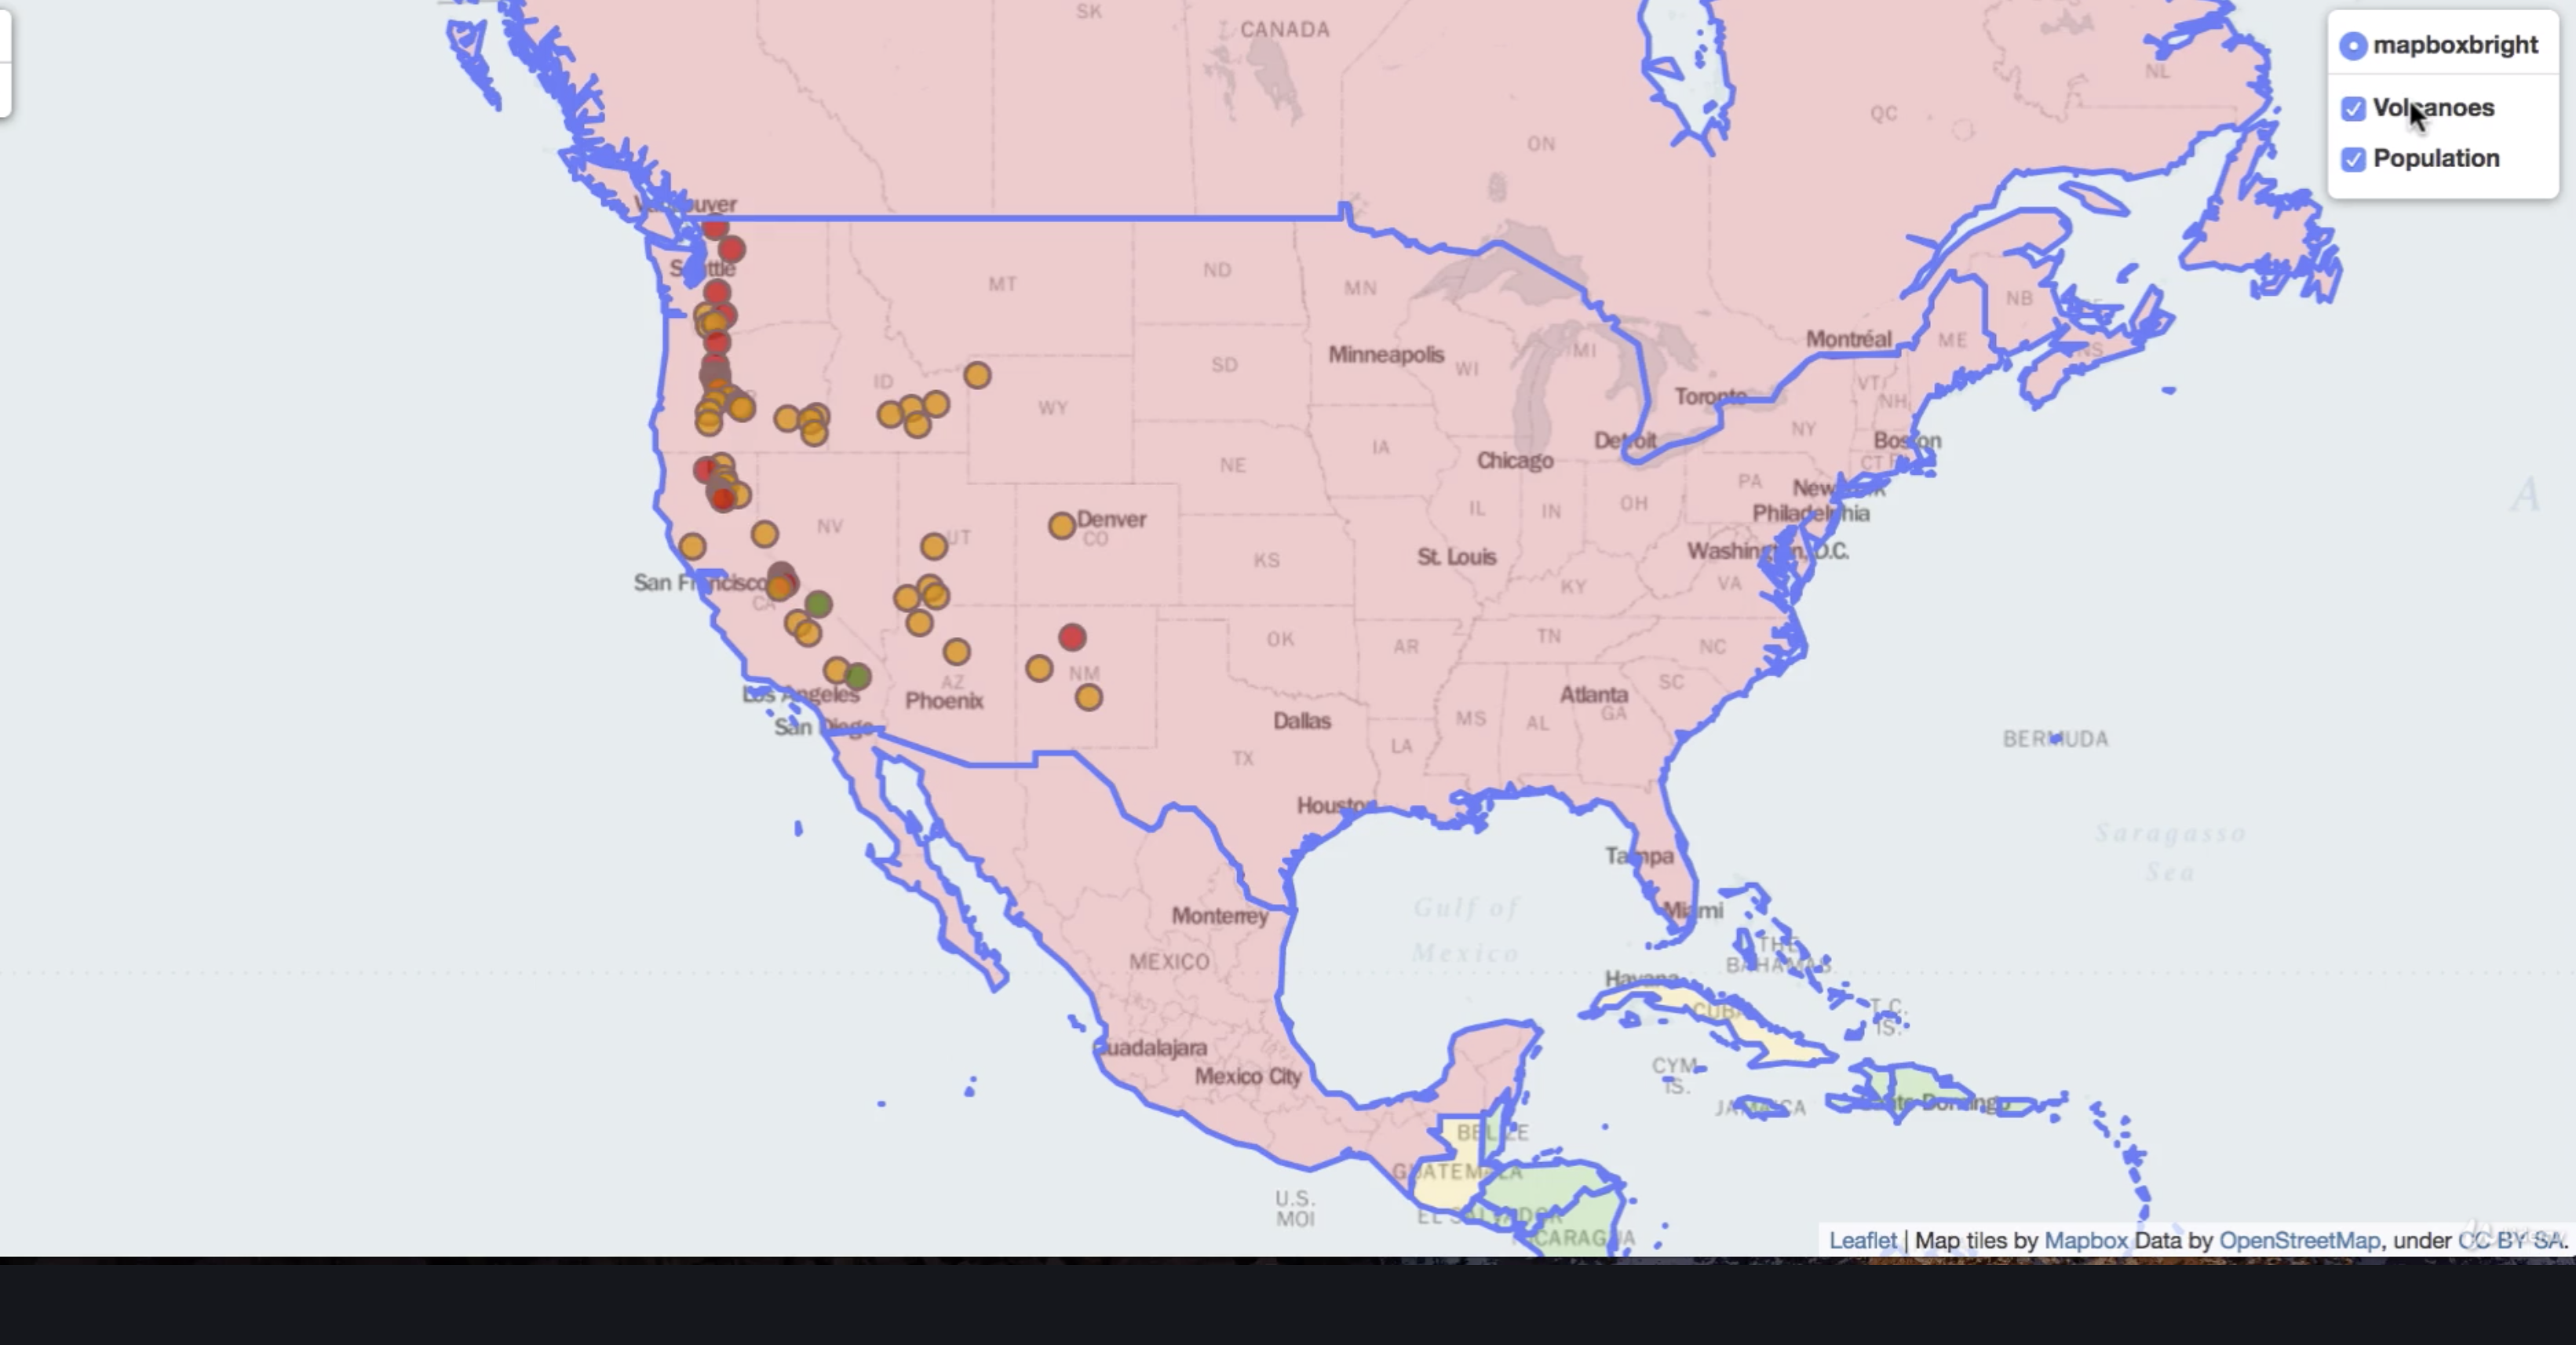 SK
CANADA
mapboxbright
NL
Volcanoes
QC
ON
Population
Vancouver
Seattle
ND
MT
MN
NB
Montréal
ME
Minneapolis
NS
SD
WI
MI
ID
VT
Toronto
NH
WY
NY
Detroit
Boston
IA
Chicago
NE
CT
PA
New
A
IL
IN
OH
Philadelphia
Denver
NV
UT
CO
Washington, D.C.
St. Louis
KS
San Francisco
KY
VA
CA
OK
TN
AR
NC
NM
AZ
SC
Los Angeles
Phoenix
Atlanta
GA
Dallas
MS
AL
San Diego
BERMUDA
LA
TX
Houston
Saragasso
Sea
Tampa
Gulf of
Mexico
Miami
Monterrey
THE
BAHAMAS
MEXICO
Havana
CUBA
T.C.
IS.
Guadalajara
CYM.
IS.
Mexico City
JAMAICA
Santo Domingo
BELIZE
GUATEMALA
U.S.
MOI
EL SALVADOR
NICARAGUA
Leaflet | Map tiles by Mapbox Data by OpenStreetMap, under CC BY SA.